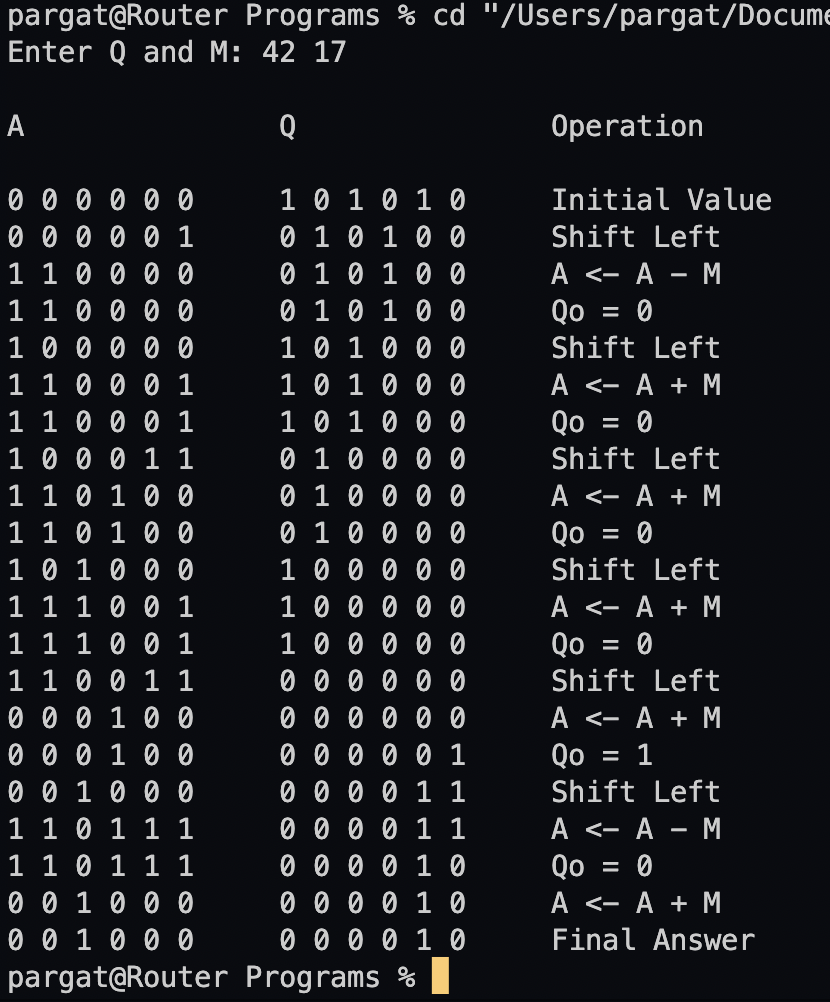 pargat@Router Programs % cd "/Users/pargat/Docume
Enter Q and M: 42 17
A Q Operation
0 0 0 0 0 0 1 0 1 0 1 0 Initial Value
0 0 0 0 0 1 0 1 0 1 0 0 Shift Left
1 1 0 0 0 0 0 1 0 1 0 0 A <- A - M
1 1 0 0 0 0 0 1 0 1 0 0 Qo = 0
1 0 0 0 0 0 1 0 1 0 0 0 Shift Left
1 1 0 0 0 1 1 0 1 0 0 0 A <- A + M
1 1 0 0 0 1 1 0 1 0 0 0 Qo = 0
1 0 0 0 1 1 0 1 0 0 0 0 Shift Left
1 1 0 1 0 0 0 1 0 0 0 0 A <- A + M
1 1 0 1 0 0 0 1 0 0 0 0 Qo = 0
1 0 1 0 0 0 1 0 0 0 0 0 Shift Left
1 1 1 0 0 1 1 0 0 0 0 0 A <- A + M
1 1 1 0 0 1 1 0 0 0 0 0 Qo = 0
1 1 0 0 1 1 0 0 0 0 0 0 Shift Left
0 0 0 1 0 0 0 0 0 0 0 0 A <- A + M
0 0 0 1 0 0 0 0 0 0 0 1 Qo = 1
0 0 1 0 0 0 0 0 0 0 1 1 Shift Left
1 1 0 1 1 1 0 0 0 0 1 1 A <- A - M
1 1 0 1 1 1 0 0 0 0 1 0 Qo = 0
0 0 1 0 0 0 0 0 0 0 1 0 A <- A + M
0 0 1 0 0 0 0 0 0 0 1 0 Final Answer
pargat@Router Programs %